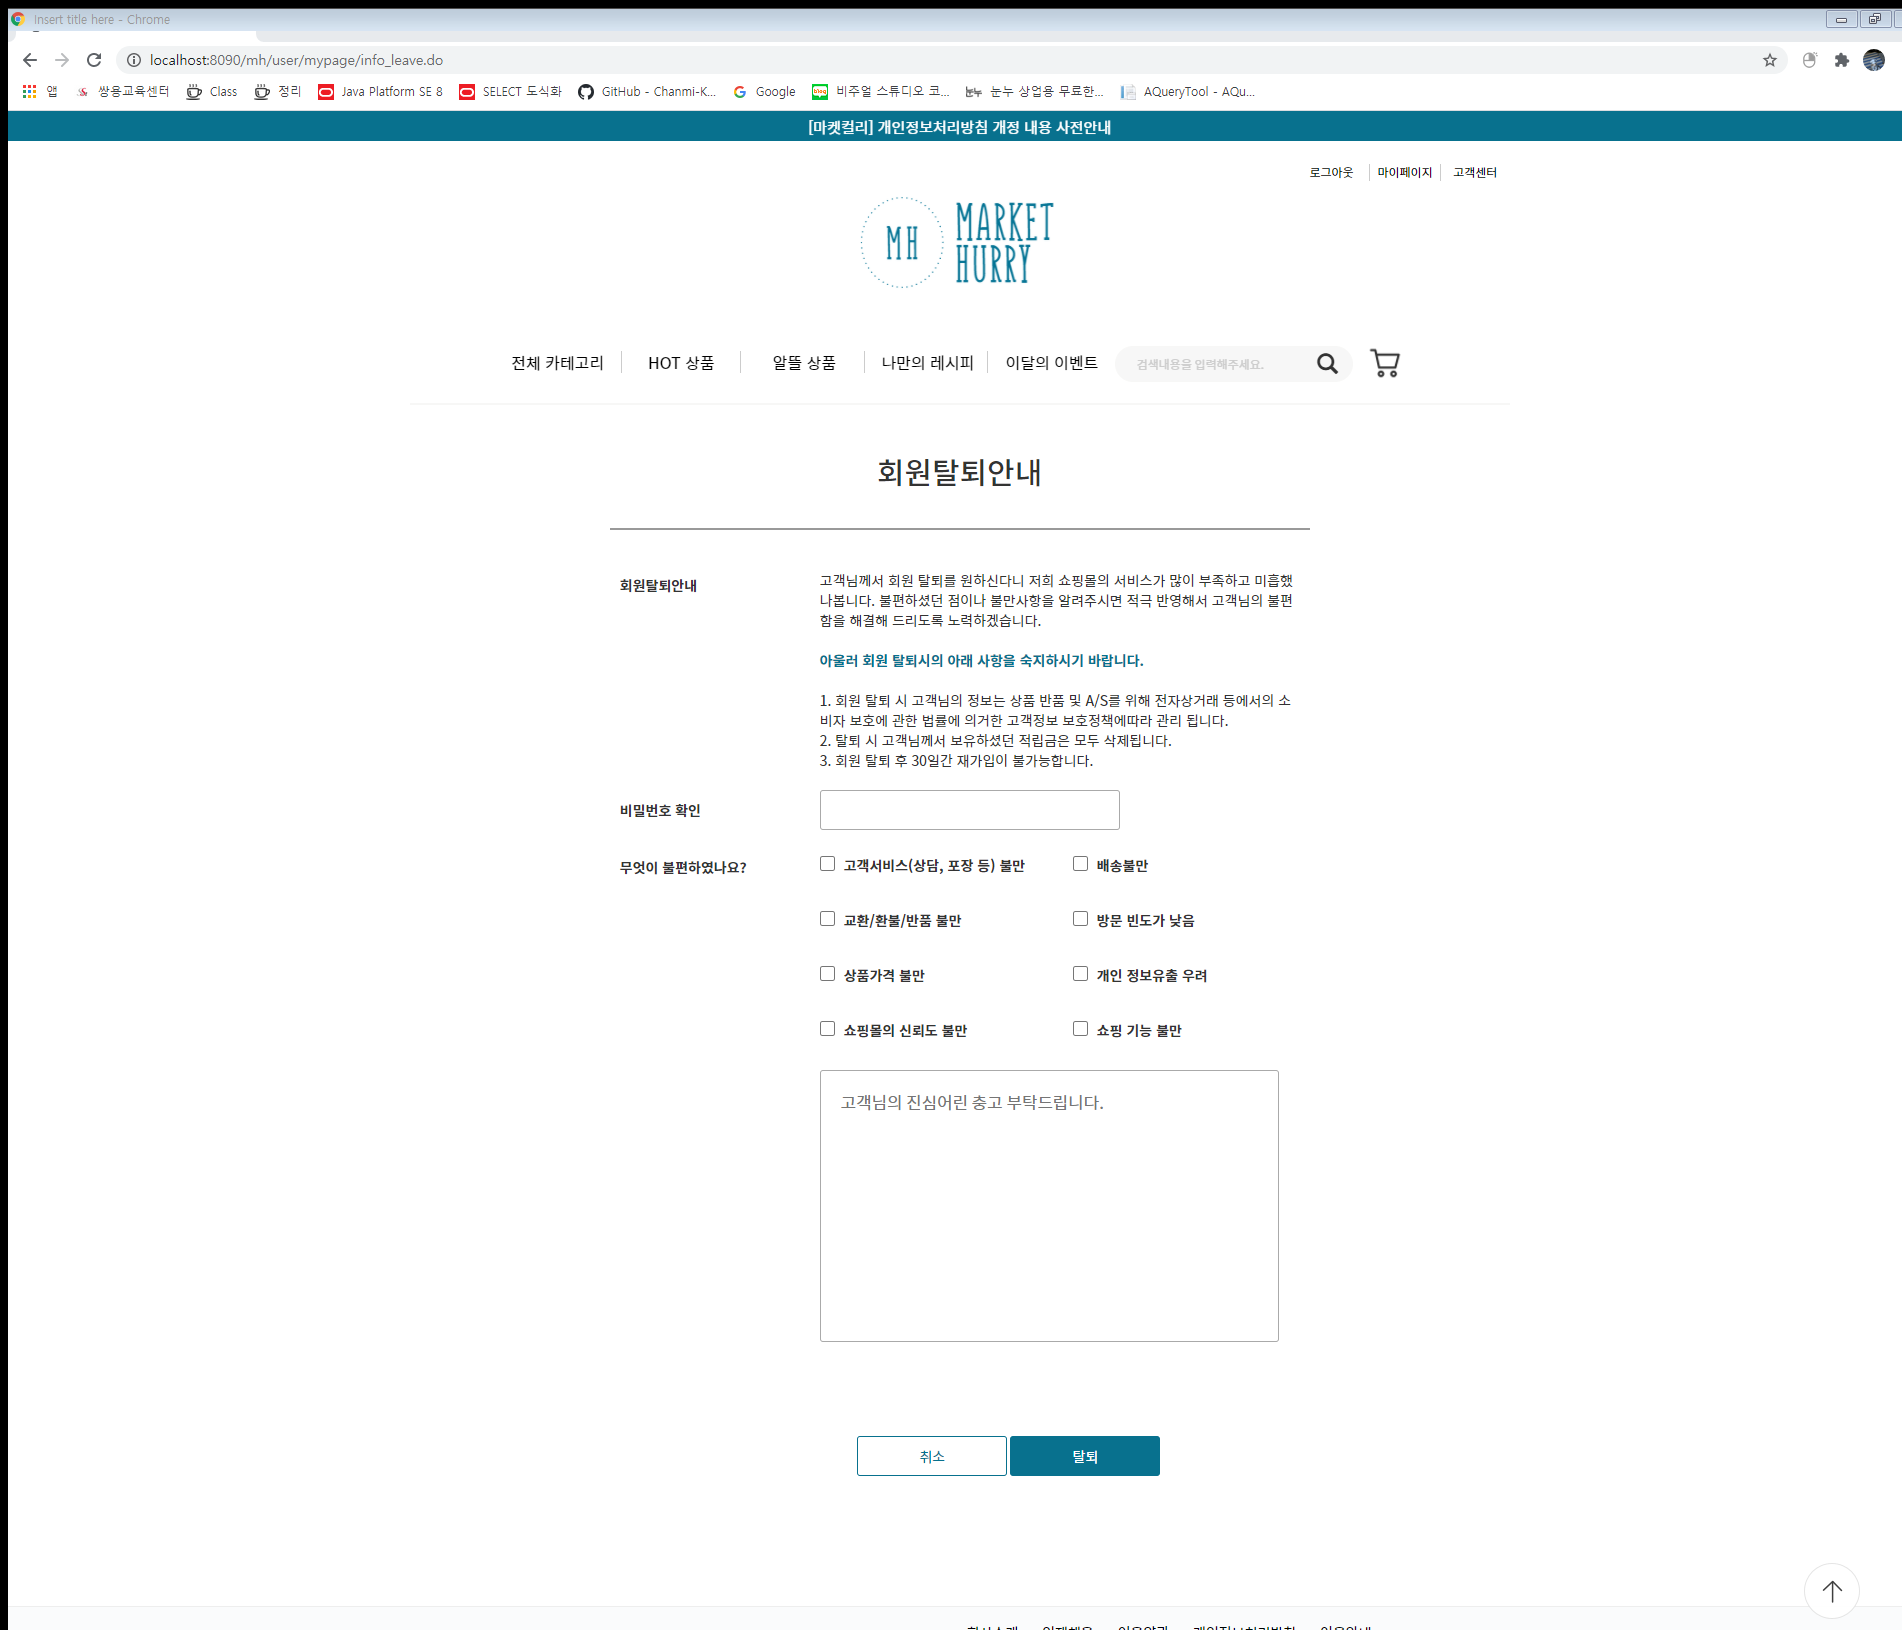 Insert title here - Chrome
localhost:8090/mh/user/mypage/info_leave.do
앱 쌍용교육센터 Class 정리 Java Platform SE 8 SELECT 도식화 GitHub - Chanmi-K... Google 비주얼 스튜디오 코... 눈누 상업용 무료한... AQueryTool - AQu...
[마켓컬리] 개인정보처리방침 개정 내용 사전안내
로그아웃 마이페이지 고객센터
MH MARKET HURRY
전체 카테고리 HOT 상품 알뜰 상품 나만의 레시피 이달의 이벤트 검색내용을 입력해주세요.
회원탈퇴안내
회원탈퇴안내
고객님께서 회원 탈퇴를 원하신다니 저희 쇼핑몰의 서비스가 많이 부족하고 미흡했
나봅니다. 불편하셨던 점이나 불만사항을 알려주시면 적극 반영해서 고객님의 불편
함을 해결해 드리도록 노력하겠습니다.
아울러 회원 탈퇴시의 아래 사항을 숙지하시기 바랍니다.
1. 회원 탈퇴 시 고객님의 정보는 상품 반품 및 A/S를 위해 전자상거래 등에서의 소
비자 보호에 관한 법률에 의거한 고객정보 보호정책에따라 관리 됩니다.
2. 탈퇴 시 고객님께서 보유하셨던 적립금은 모두 삭제됩니다.
3. 회원 탈퇴 후 30일간 재가입이 불가능합니다.
비밀번호 확인
무엇이 불편하였나요?
고객서비스(상담, 포장 등) 불만 배송불만
교환/환불/반품 불만 방문 빈도가 낮음
상품가격 불만 개인 정보유출 우려
쇼핑몰의 신뢰도 불만 쇼핑 기능 불만
고객님의 진심어린 충고 부탁드립니다.
취소 탈퇴